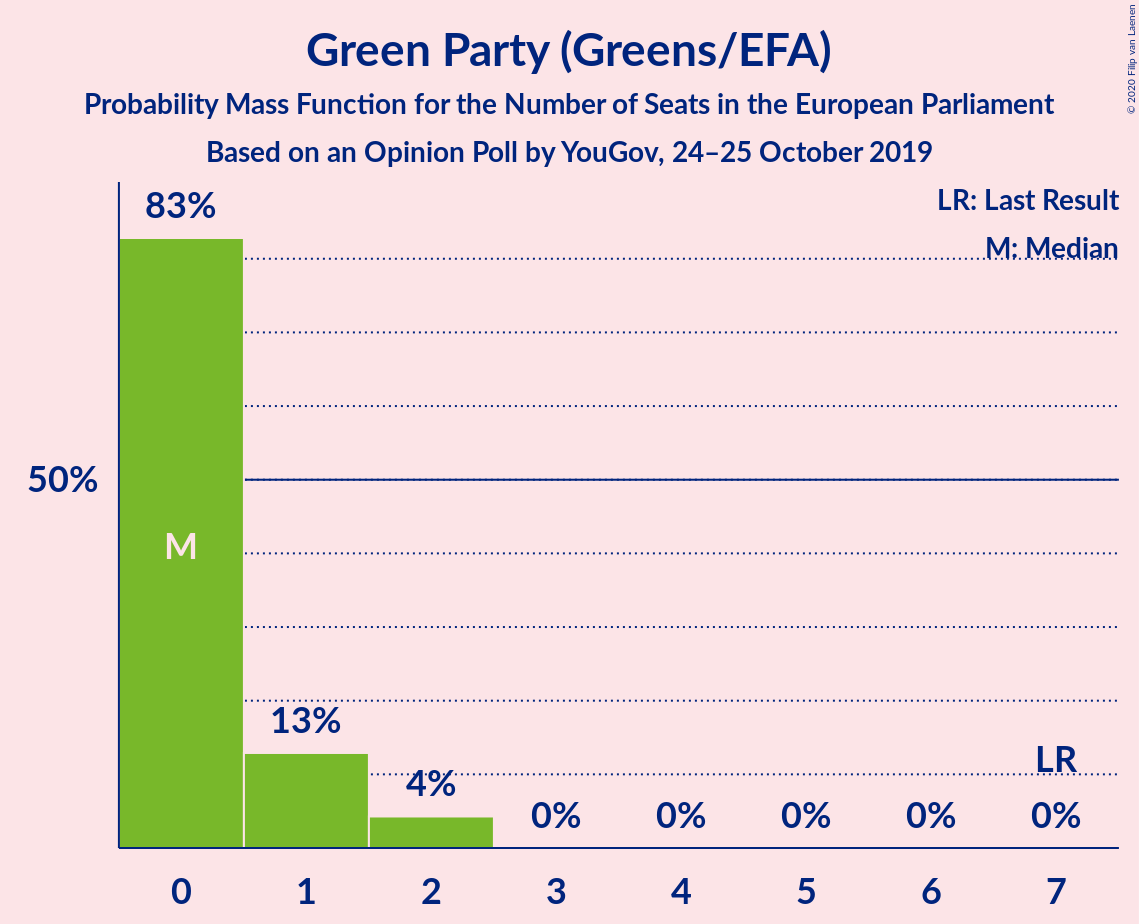 Green Party (Greens/EFA)
Probability Mass Function for the Number of Seats in the European Parliament
Based on an Opinion Poll by YouGov, 24–25 October 2019
© 2020 Filip van Laenen
LR: Last Result
M: Median
83%
50%
M
13%
4%
0%
0%
0%
0%
LR
0%
0 1 2 3 4 5 6 7